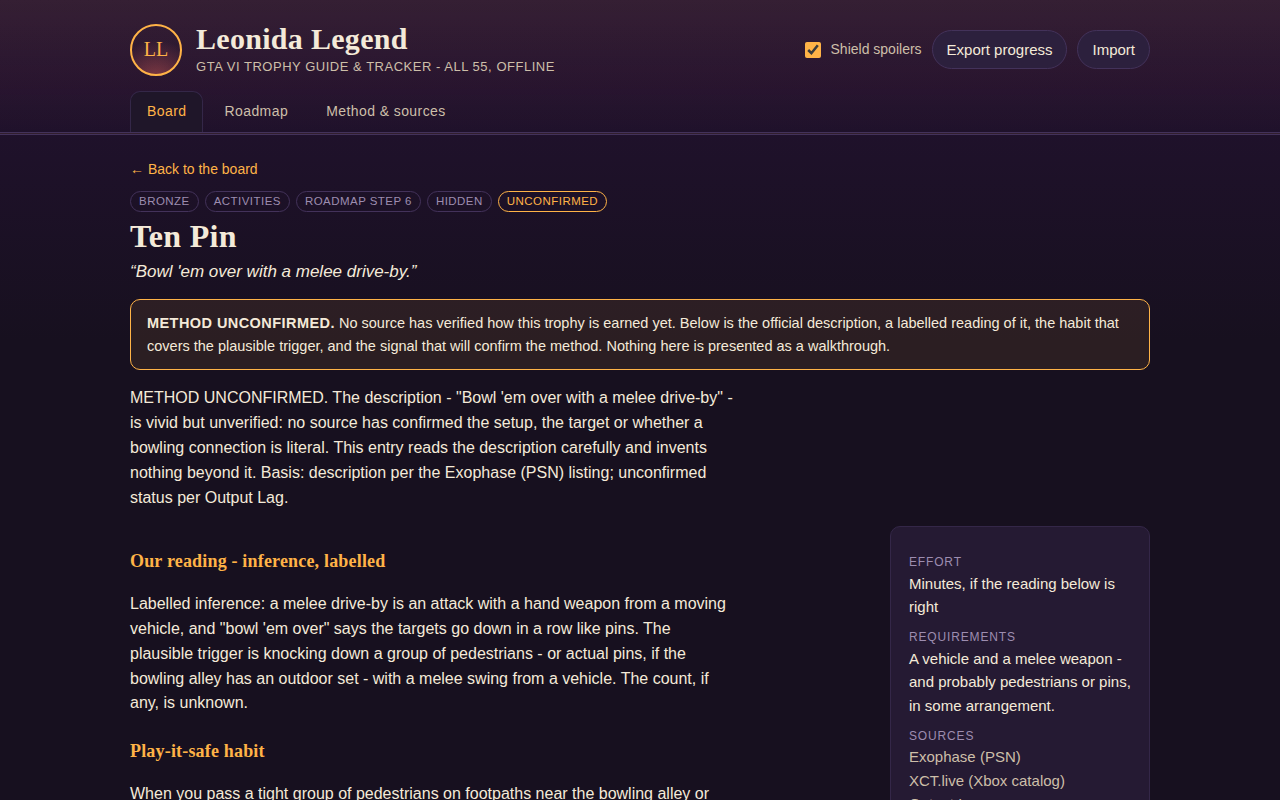 LL
Leonida Legend
GTA VI TROPHY GUIDE & TRACKER - ALL 55, OFFLINE
Shield spoilers
Export progress
Import
Board
Roadmap
Method & sources
← Back to the board
BRONZE
ACTIVITIES
ROADMAP STEP 6
HIDDEN
UNCONFIRMED
Ten Pin
“Bowl 'em over with a melee drive-by.”
METHOD UNCONFIRMED. No source has verified how this trophy is earned yet. Below is the official description, a labelled reading of it, the habit that
covers the plausible trigger, and the signal that will confirm the method. Nothing here is presented as a walkthrough.
METHOD UNCONFIRMED. The description - "Bowl 'em over with a melee drive-by" -
is vivid but unverified: no source has confirmed the setup, the target or whether a
bowling connection is literal. This entry reads the description carefully and invents
nothing beyond it. Basis: description per the Exophase (PSN) listing; unconfirmed
status per Output Lag.
Our reading - inference, labelled
Labelled inference: a melee drive-by is an attack with a hand weapon from a moving
vehicle, and "bowl 'em over" says the targets go down in a row like pins. The
plausible trigger is knocking down a group of pedestrians - or actual pins, if the
bowling alley has an outdoor set - with a melee swing from a vehicle. The count, if
any, is unknown.
Play-it-safe habit
When you pass a tight group of pedestrians on footpaths near the bowling alley or
EFFORT
Minutes, if the reading below is
right
REQUIREMENTS
A vehicle and a melee weapon -
and probably pedestrians or pins,
in some arrangement.
SOURCES
Exophase (PSN)
XCT.live (Xbox catalog)